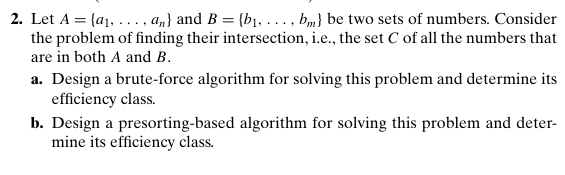 2. Let A = {a₁, . . . , aₙ} and B = {b₁, . . . , bₘ} be two sets of numbers. Consider
the problem of finding their intersection, i.e., the set C of all the numbers that
are in both A and B.
a. Design a brute-force algorithm for solving this problem and determine its
efficiency class.
b. Design a presorting-based algorithm for solving this problem and deter-
mine its efficiency class.